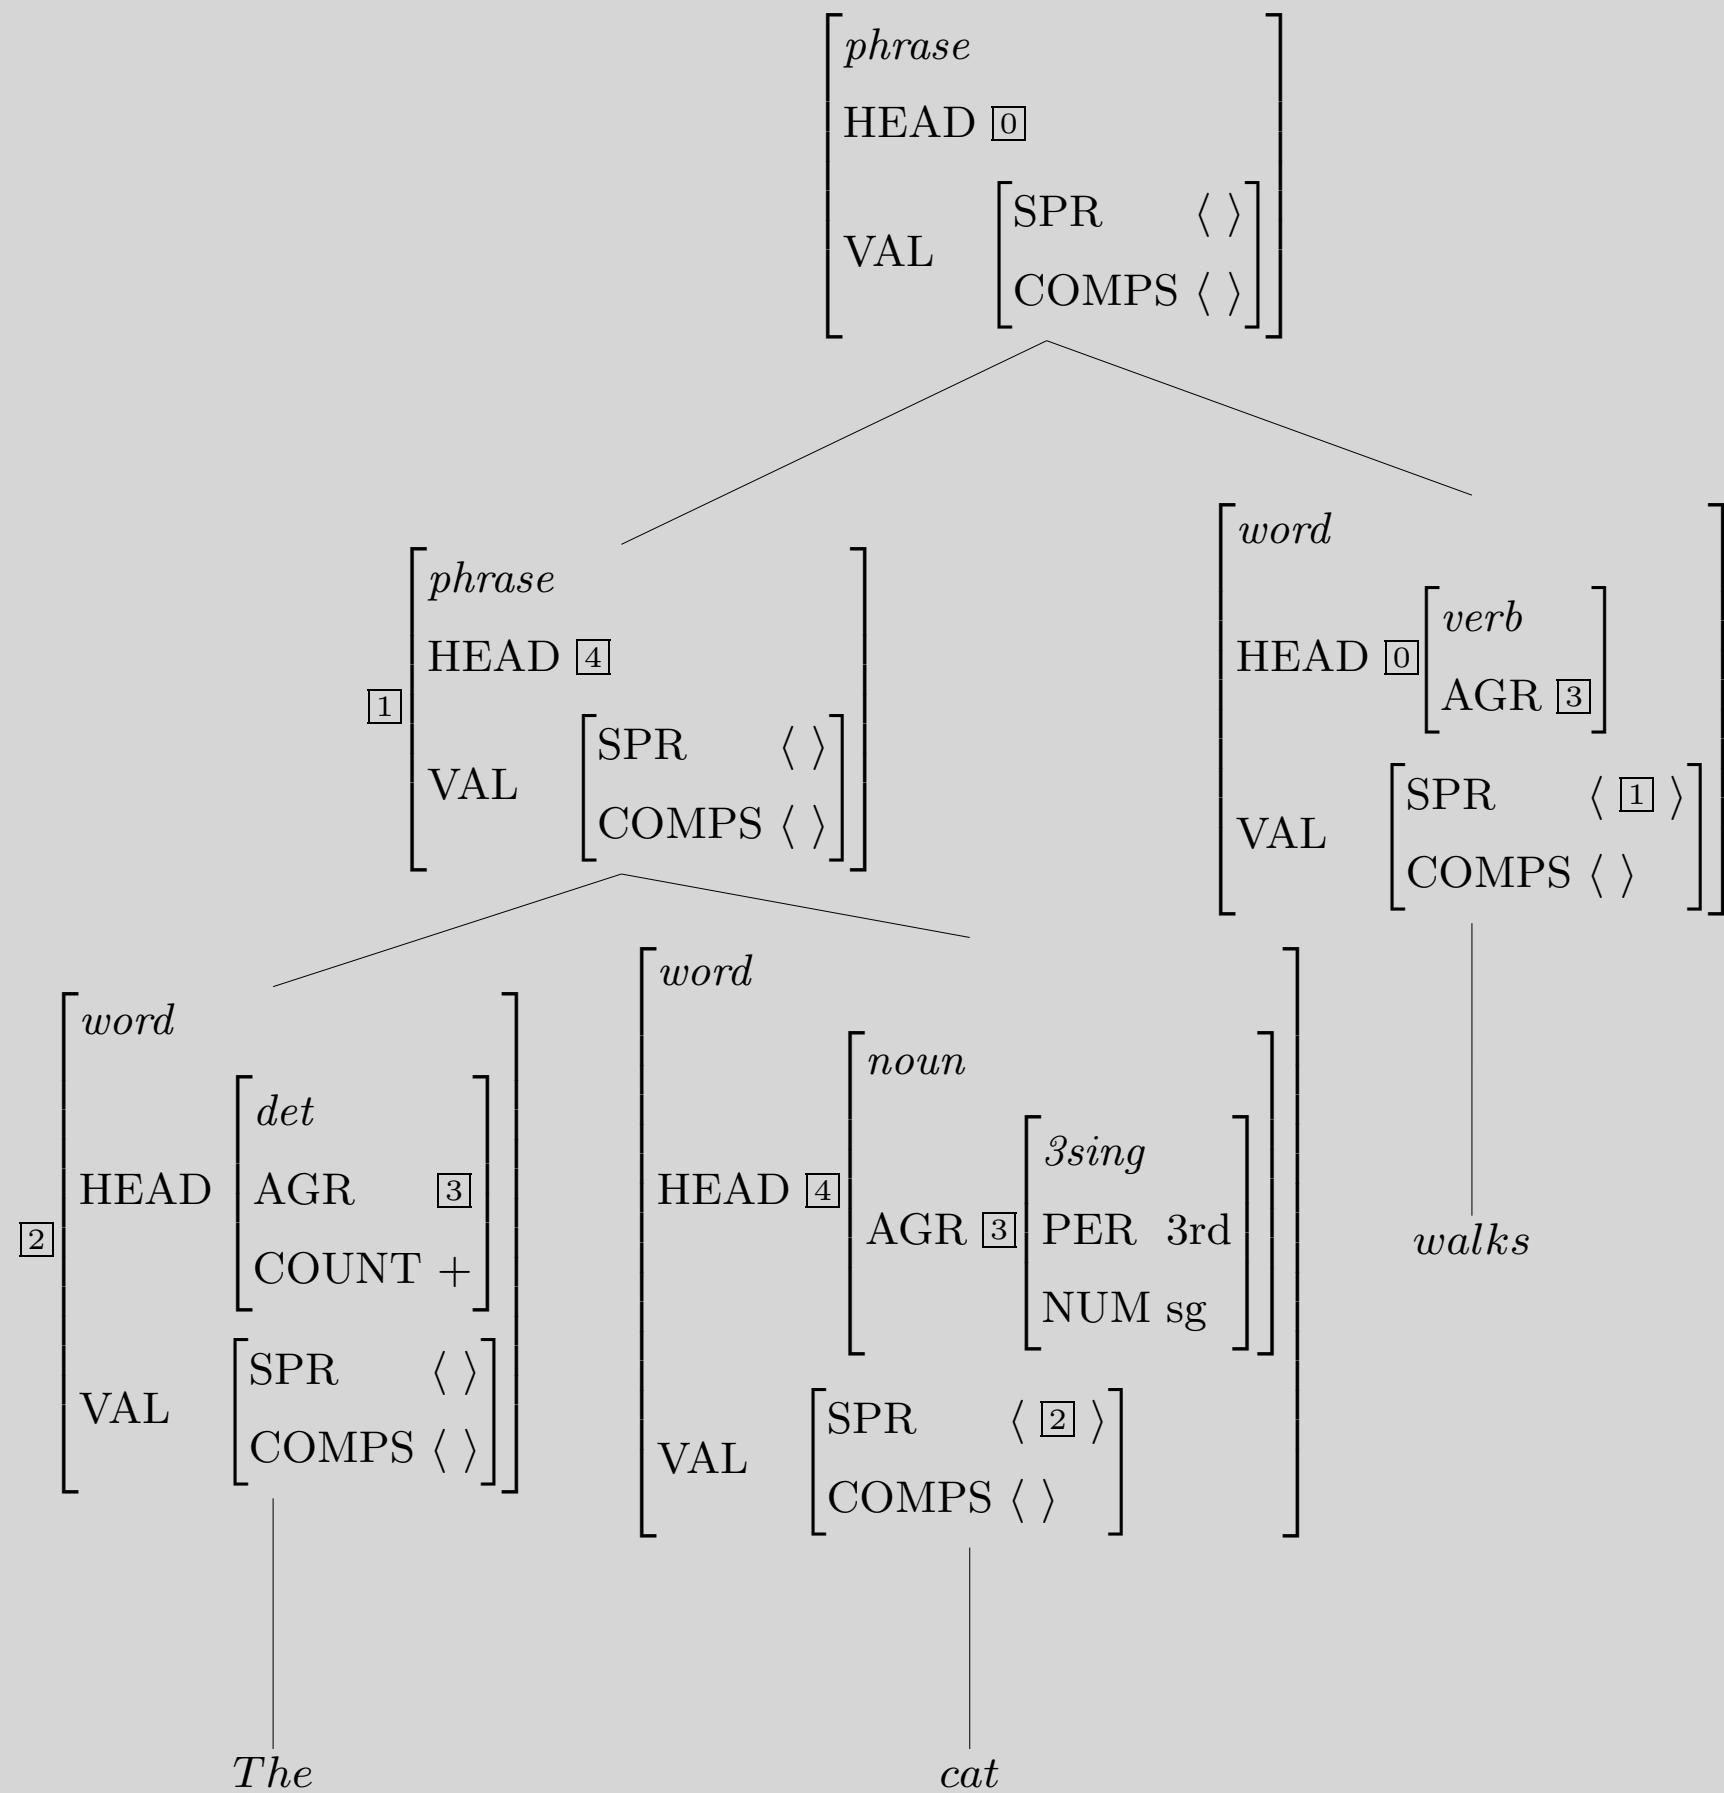 phrase
HEAD 0
VAL
SPR ⟨ ⟩
COMPS ⟨ ⟩
1
phrase
HEAD 4
VAL
SPR ⟨ ⟩
COMPS ⟨ ⟩
word
HEAD 0
verb
AGR 3
VAL
SPR ⟨ 1 ⟩
COMPS ⟨ ⟩
walks
2
word
HEAD
det
AGR 3
COUNT +
VAL
SPR ⟨ ⟩
COMPS ⟨ ⟩
The
word
HEAD 4
noun
AGR 3
3sing
PER 3rd
NUM sg
VAL
SPR ⟨ 2 ⟩
COMPS ⟨ ⟩
cat